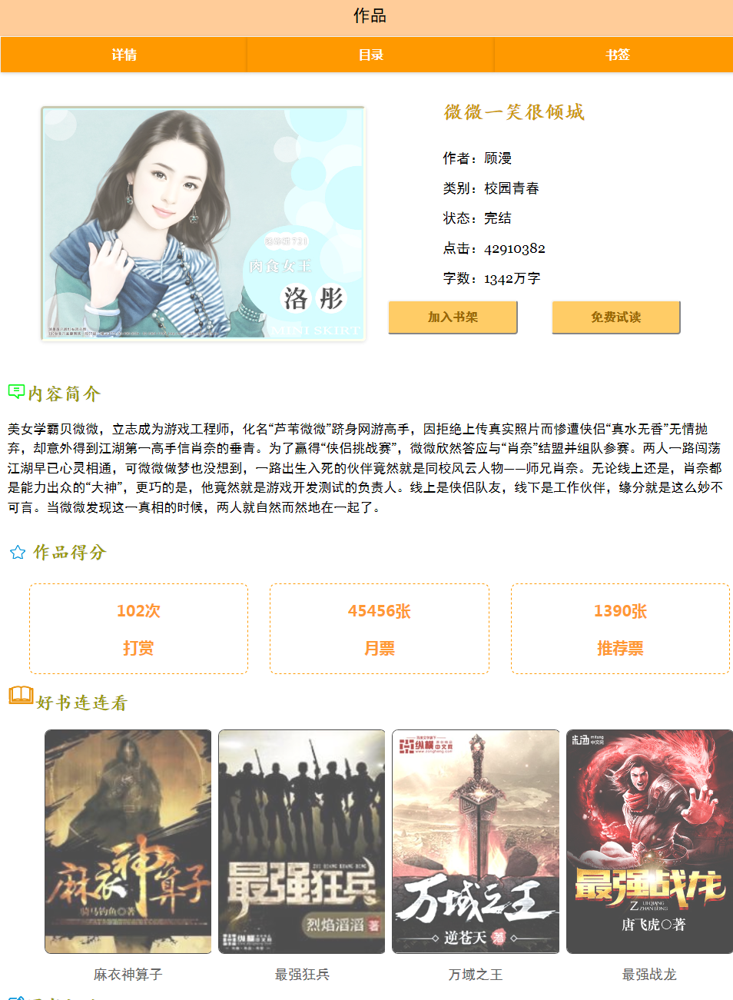 作品
详情 目录 书签
微微一笑很倾城
作者：顾漫
类别：校园青春
状态：完结
点击：42910382
字数：1342万字
加入书架 免费试读
肉食女王
洛彤
MINI SKIRT
内容简介
美女学霸贝微微，立志成为游戏工程师，化名“芦苇微微”跻身网游高手，因拒绝上传真实照片而惨遭侠侣“真水无香”无情抛
弃，却意外得到江湖第一高手信肖奈的垂青。为了赢得“侠侣挑战赛”，微微欣然答应与“肖奈”结盟并组队参赛。两人一路闯荡
江湖早已心灵相通，可微微做梦也没想到，一路出生入死的伙伴竟然就是同校风云人物——师兄肖奈。无论线上还是，肖奈都
是能力出众的“大神”，更巧的是，他竟然就是游戏开发测试的负责人。线上是侠侣队友，线下是工作伙伴，缘分就是这么妙不
可言。当微微发现这一真相的时候，两人就自然而然地在一起了。
作品得分
102次 45456张 1390张
打赏 月票 推荐票
好书连连看
麻衣神算子
骑马钓鱼◎著
ZUI QIANG KUANG BING
最强狂兵
烈焰滔滔 著
纵横中文网
纵横中文网
www.zongheng.com
万域之王
逆苍天 著
mitang
中文网
最强战龙
ZUI QIANG
ZHAN LONG
唐飞虎○著
麻衣神算子 最强狂兵 万域之王 最强战龙